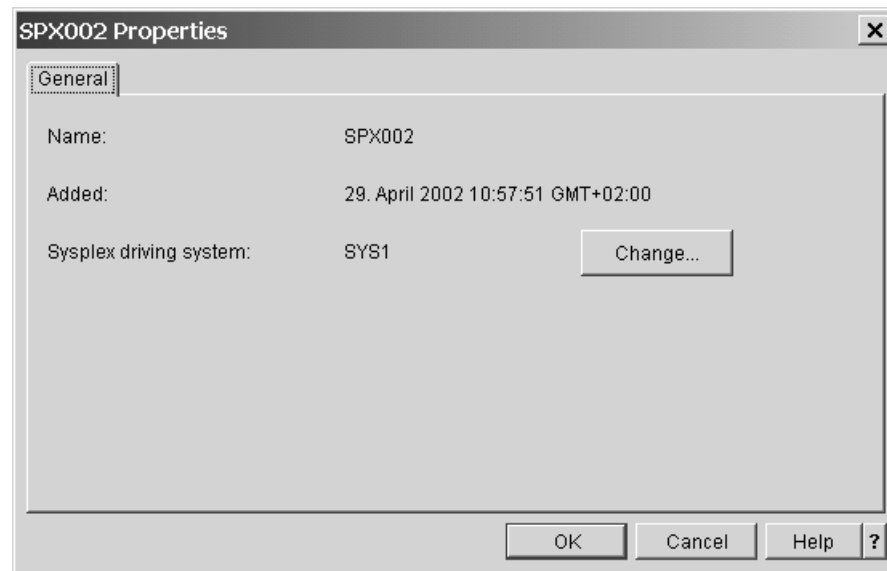 SPX002 Properties
General
Name: SPX002
Added: 29. April 2002 10:57:51 GMT+02:00
Sysplex driving system: SYS1 Change...
OK Cancel Help ?